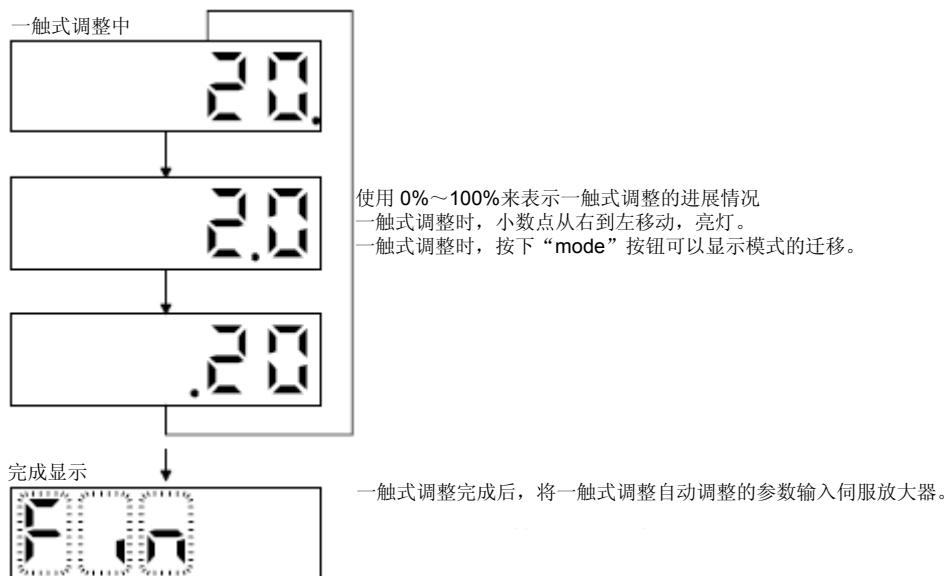 一触式调整中
20.
2.0
使用 0%～100%来表示一触式调整的进展情况
一触式调整时，小数点从右到左移动，亮灯。
一触式调整时，按下“mode”按钮可以显示模式的迁移。
.20
完成显示
一触式调整完成后，将一触式调整自动调整的参数输入伺服放大器。
Fin